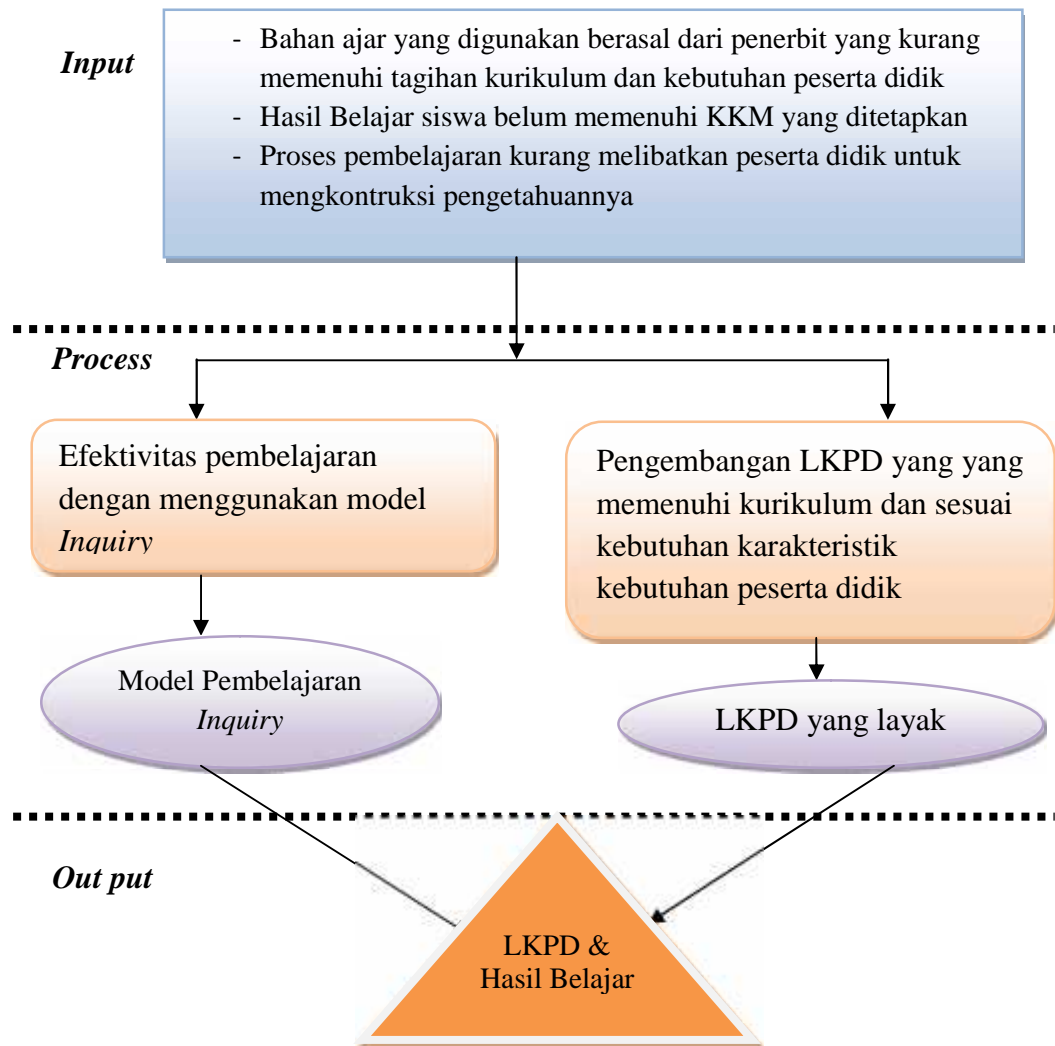 Input
- Bahan ajar yang digunakan berasal dari penerbit yang kurang
memenuhi tagihan kurikulum dan kebutuhan peserta didik
- Hasil Belajar siswa belum memenuhi KKM yang ditetapkan
- Proses pembelajaran kurang melibatkan peserta didik untuk
mengkontruksi pengetahuannya
Process
Efektivitas pembelajaran
dengan menggunakan model
Inquiry
Pengembangan LKPD yang yang
memenuhi kurikulum dan sesuai
kebutuhan karakteristik
kebutuhan peserta didik
Model Pembelajaran
Inquiry
LKPD yang layak
Out put
LKPD &
Hasil Belajar